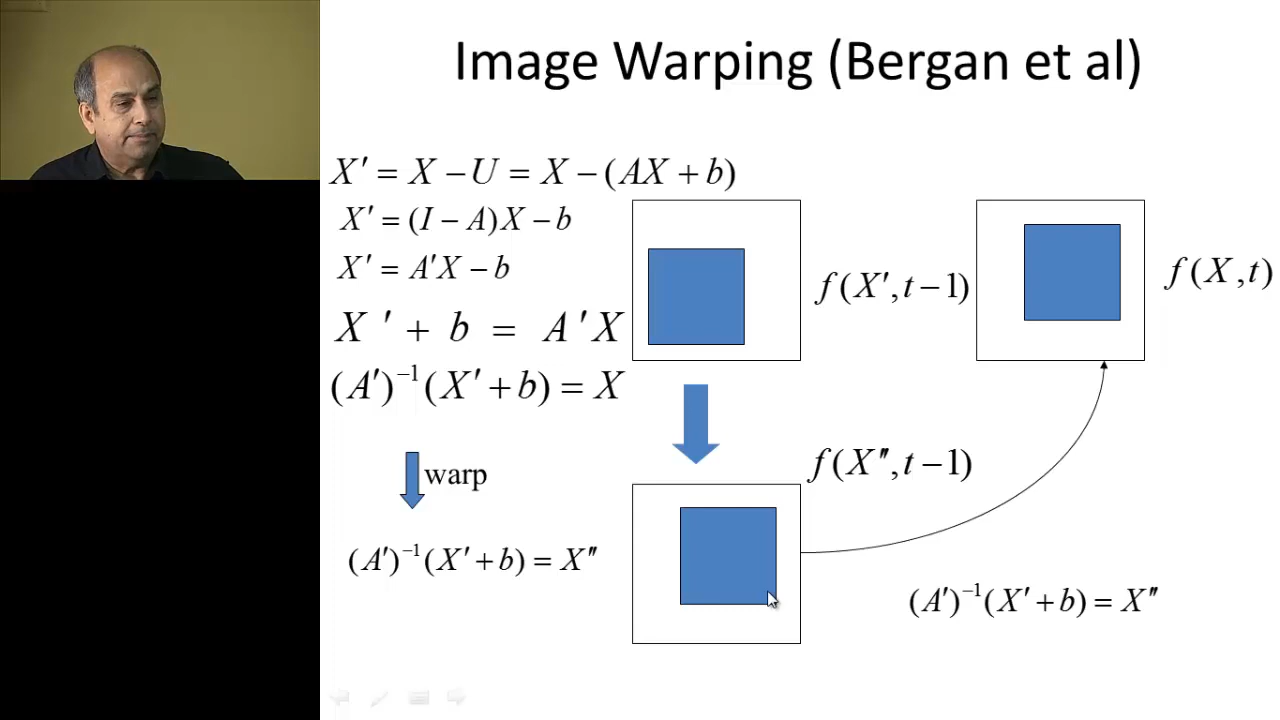 Image Warping (Bergan et al)
X′ = X − U = X − (AX + b)
X′ = (I − A)X − b
X′ = A′X − b
X ′ + b = A ′ X
(A′)⁻¹(X′ + b) = X
f(X′, t − 1)
f(X, t)
warp
f(X″, t − 1)
(A′)⁻¹(X′ + b) = X″
(A′)⁻¹(X′ + b) = X″